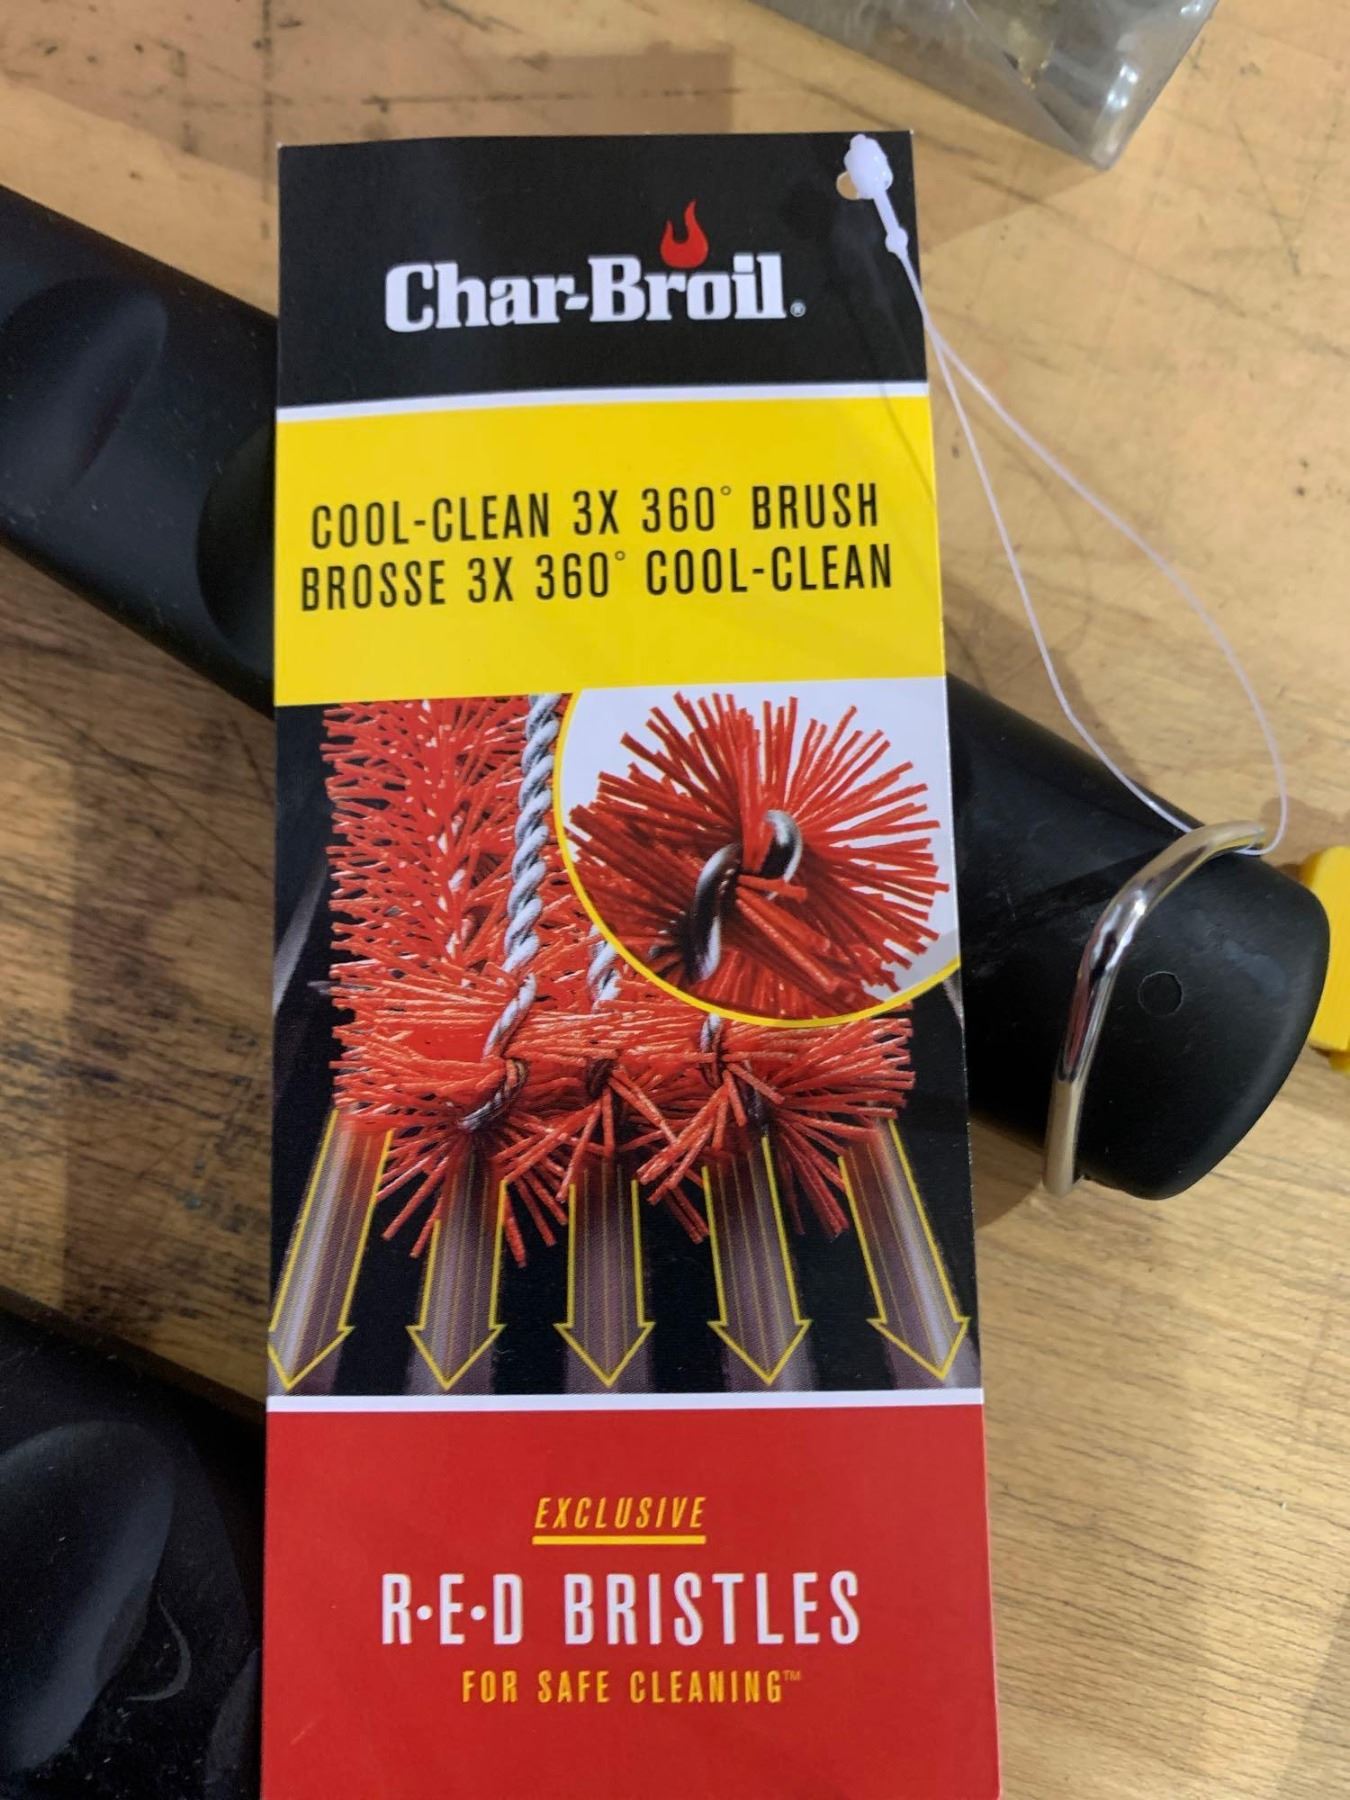 Char-Broil®
COOL-CLEAN 3X 360° BRUSH
BROSSE 3X 360° COOL-CLEAN
EXCLUSIVE
R•E•D BRISTLES
FOR SAFE CLEANING™